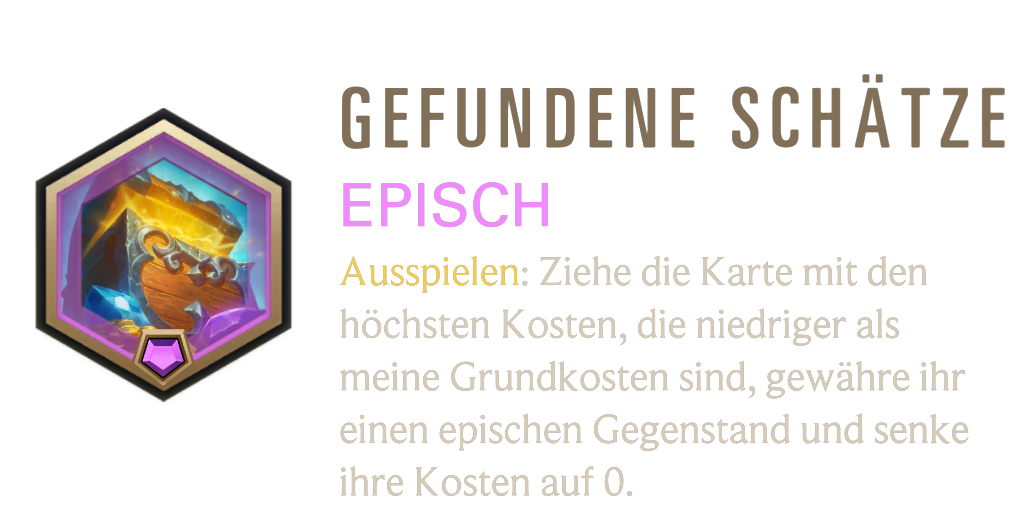 GEFUNDENE SCHÄTZE
EPISCH
Ausspielen: Ziehe die Karte mit den
höchsten Kosten, die niedriger als
meine Grundkosten sind, gewähre ihr
einen epischen Gegenstand und senke
ihre Kosten auf 0.